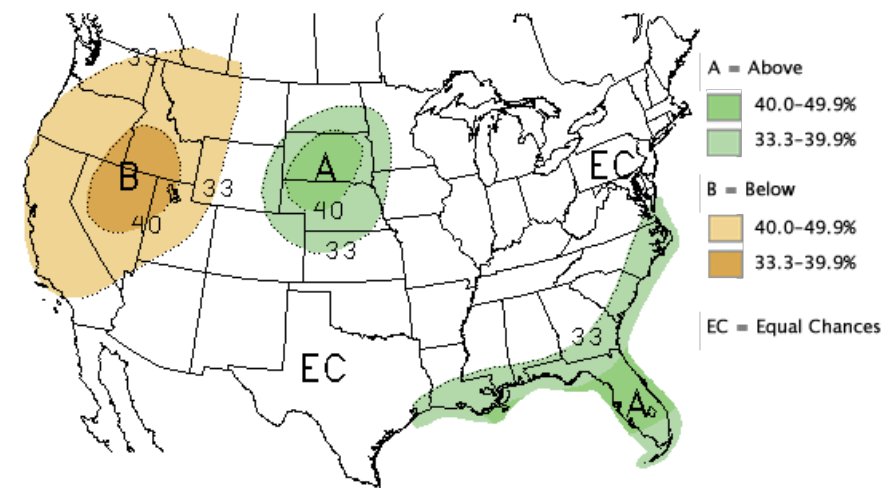 33
A = Above
40.0-49.9%
33.3-39.9%
EC
A
B
33
40
40
33
B = Below
40.0-49.9%
33.3-39.9%
33
EC = Equal Chances
EC
A